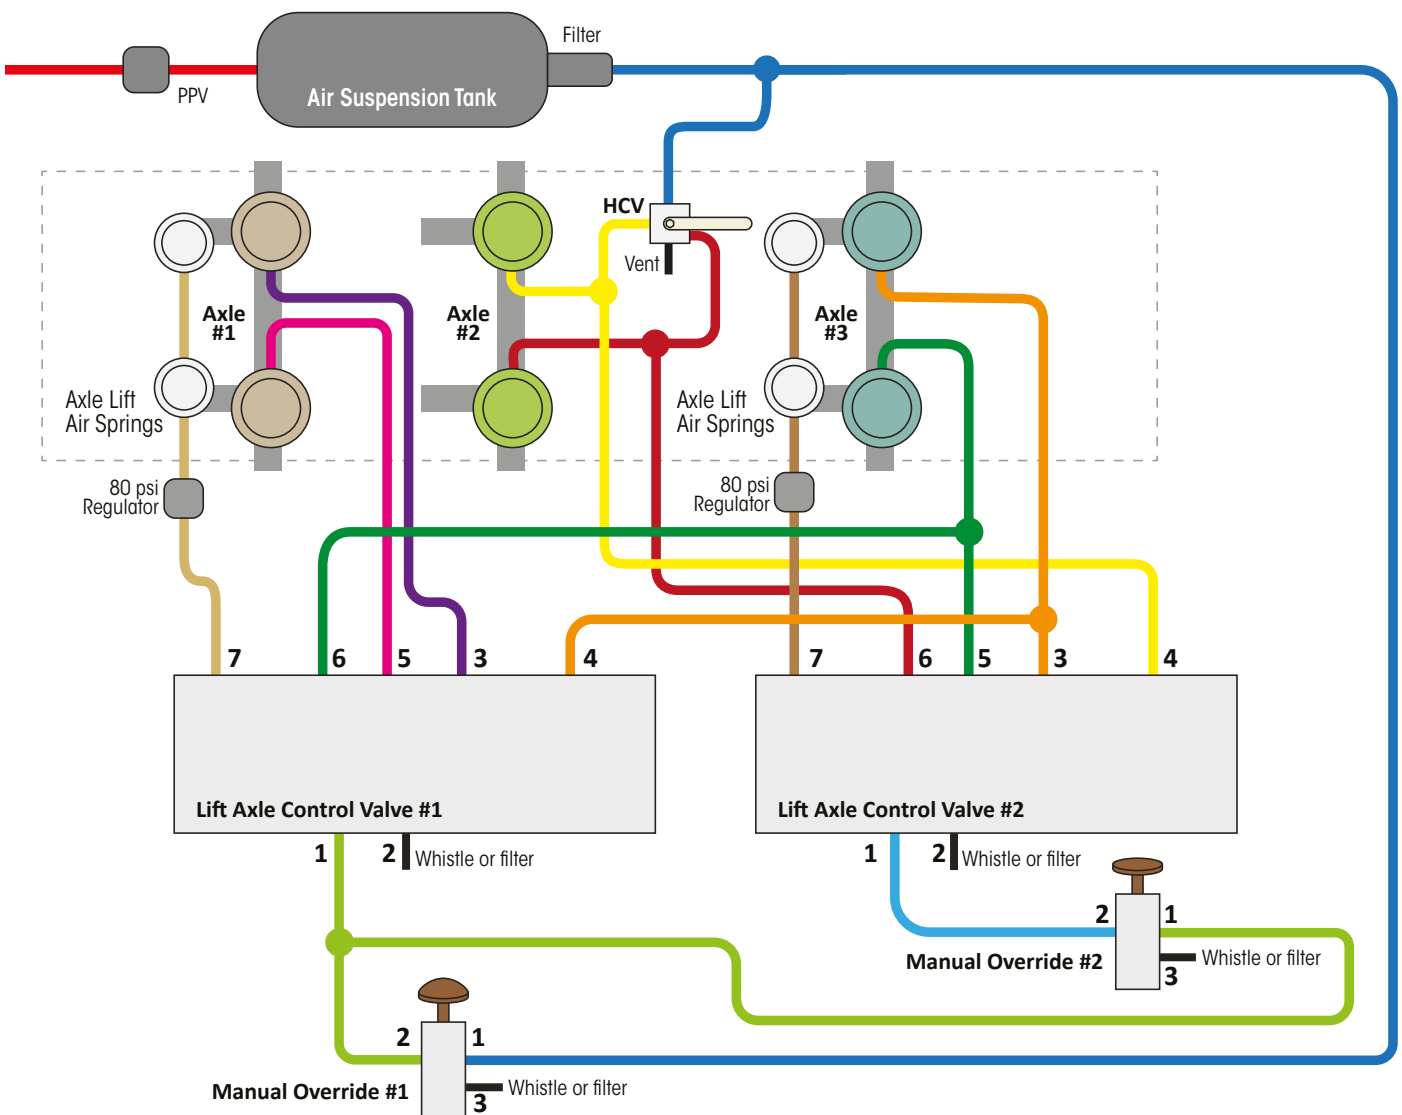 Filter
PPV
Air Suspension Tank
HCV
Vent
Axle
#1
Axle
#2
Axle
#3
Axle Lift
Air Springs
Axle Lift
Air Springs
80 psi
Regulator
80 psi
Regulator
7 6 5 3 4
7 6 5 3 4
Lift Axle Control Valve #1
Lift Axle Control Valve #2
1 2 Whistle or filter
1 2 Whistle or filter
2 1
Manual Override #2
Whistle or filter
3
2 1
Manual Override #1
Whistle or filter
3